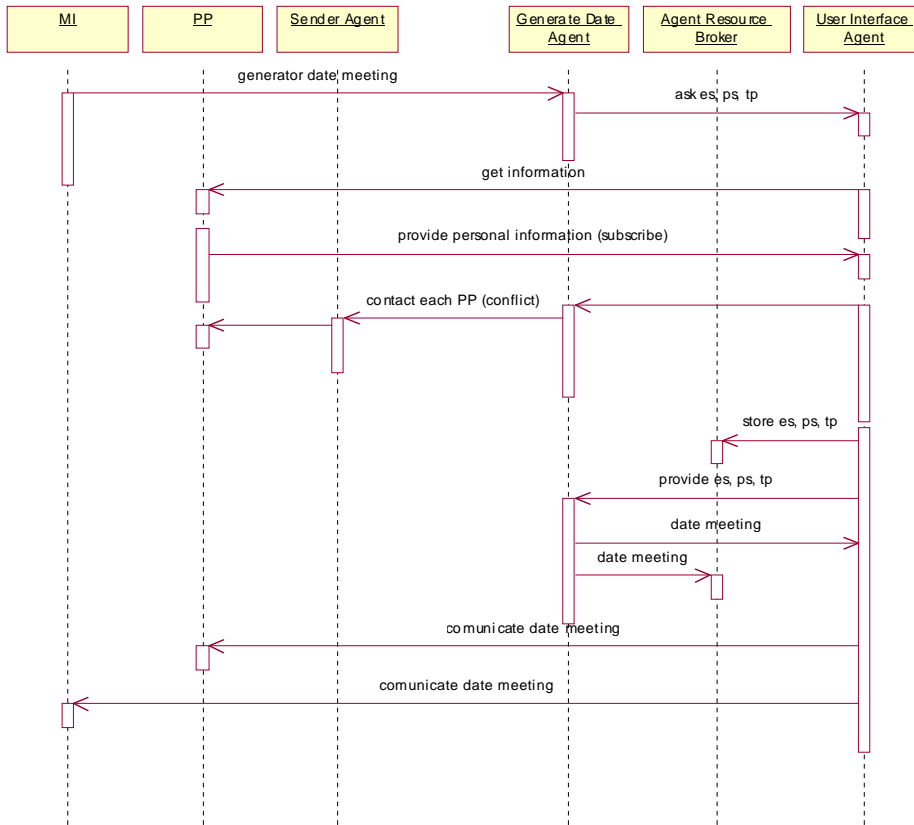 MI
PP
Sender Agent
Generate Date
Agent
Agent Resource
Broker
User Interface
Agent
generator date meeting
ask es, ps, tp
get information
provide personal information (subscribe)
contact each PP (conflict)
store es, ps, tp
provide es, ps, tp
date meeting
date meeting
comunicate date meeting
comunicate date meeting